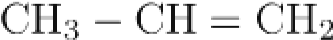 CH₃ − CH = CH₂